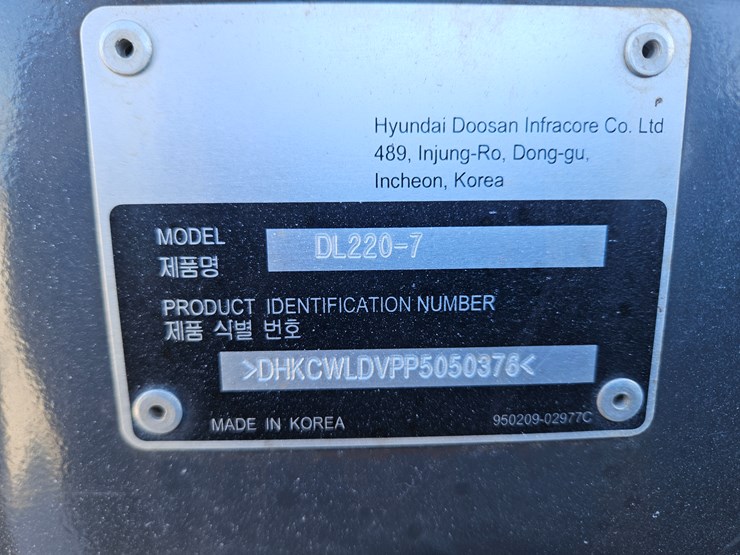 Hyundai Doosan Infracore Co. Ltd
489, Injung-Ro, Dong-gu,
Incheon, Korea
MODEL
제품명
DL220-7
PRODUCT IDENTIFICATION NUMBER
제품 식별 번호
>DHKCWLDVPP5050376<
MADE IN KOREA
950209-02977C